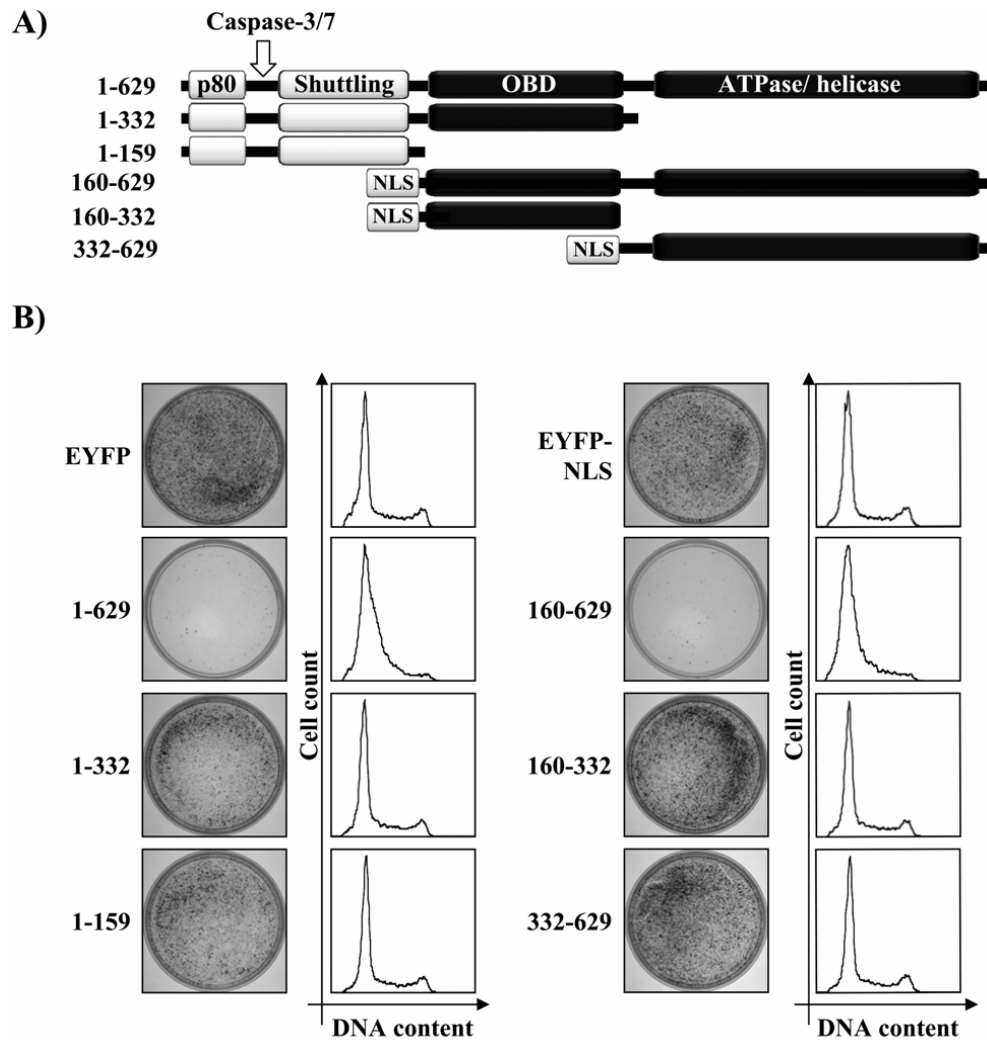 A)
Caspase-3/7
1-629 p80 Shuttling OBD ATPase/ helicase
1-332
1-159
160-629 NLS
160-332 NLS
332-629 NLS
B)
EYFP
EYFP-
NLS
1-629
160-629
Cell count
Cell count
1-332
160-332
1-159
332-629
DNA content
DNA content